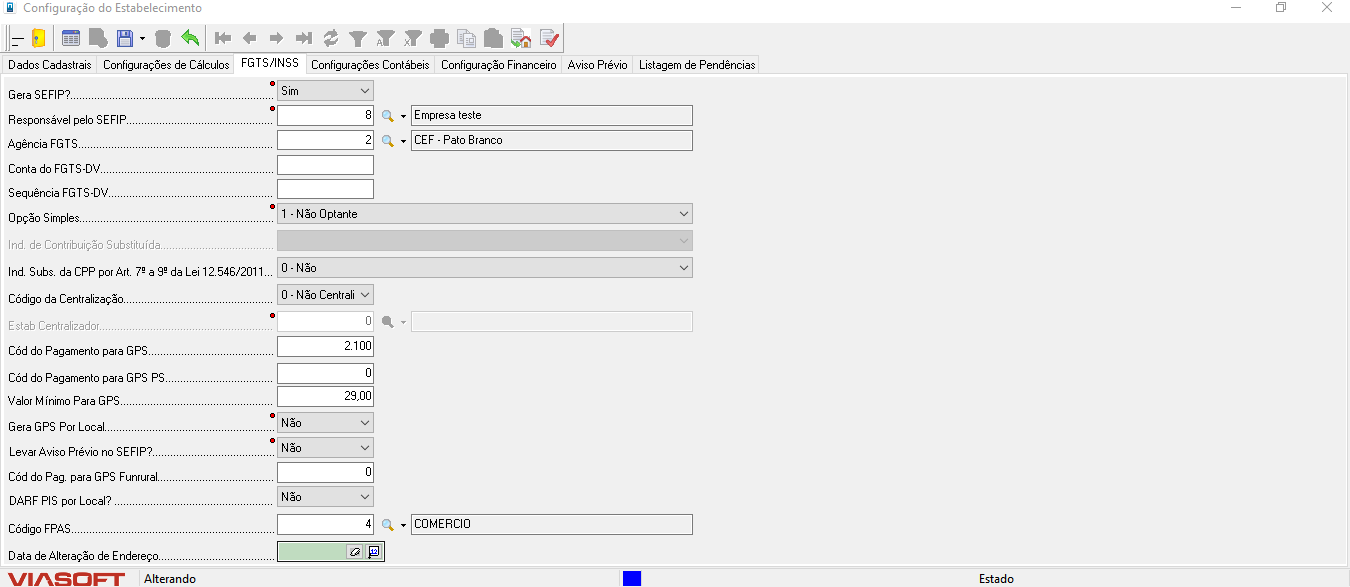 Configuração do Estabelecimento
Dados Cadastrais Configurações de Cálculos FGTS/INSS Configurações Contábeis Configuração Financeiro Aviso Prévio Listagem de Pendências
Gera SEFIP?.......... Sim
Responsável pelo SEFIP.......... 8 Empresa teste
Agência FGTS.......... 2 CEF - Pato Branco
Conta do FGTS-DV..........
Sequência FGTS-DV..........
Opção Simples.......... 1 - Não Optante
Ind. de Contribuição Substituída..........
Ind. Subs. da CPP por Art. 7º a 9º da Lei 12.546/2011... 0 - Não
Código da Centralização.......... 0 - Não Centrali
Estab Centralizador.......... 0
Cód do Pagamento para GPS.......... 2.100
Cód do Pagamento para GPS PS.......... 0
Valor Mínimo Para GPS.......... 29,00
Gera GPS Por Local.......... Não
Levar Aviso Prévio no SEFIP?.......... Não
Cód do Pag. para GPS Funrural.......... 0
DARF PIS por Local? .......... Não
Código FPAS.......... 4 COMERCIO
Data de Alteração de Endereço.......... 12
VIASOFT Alterando Estado